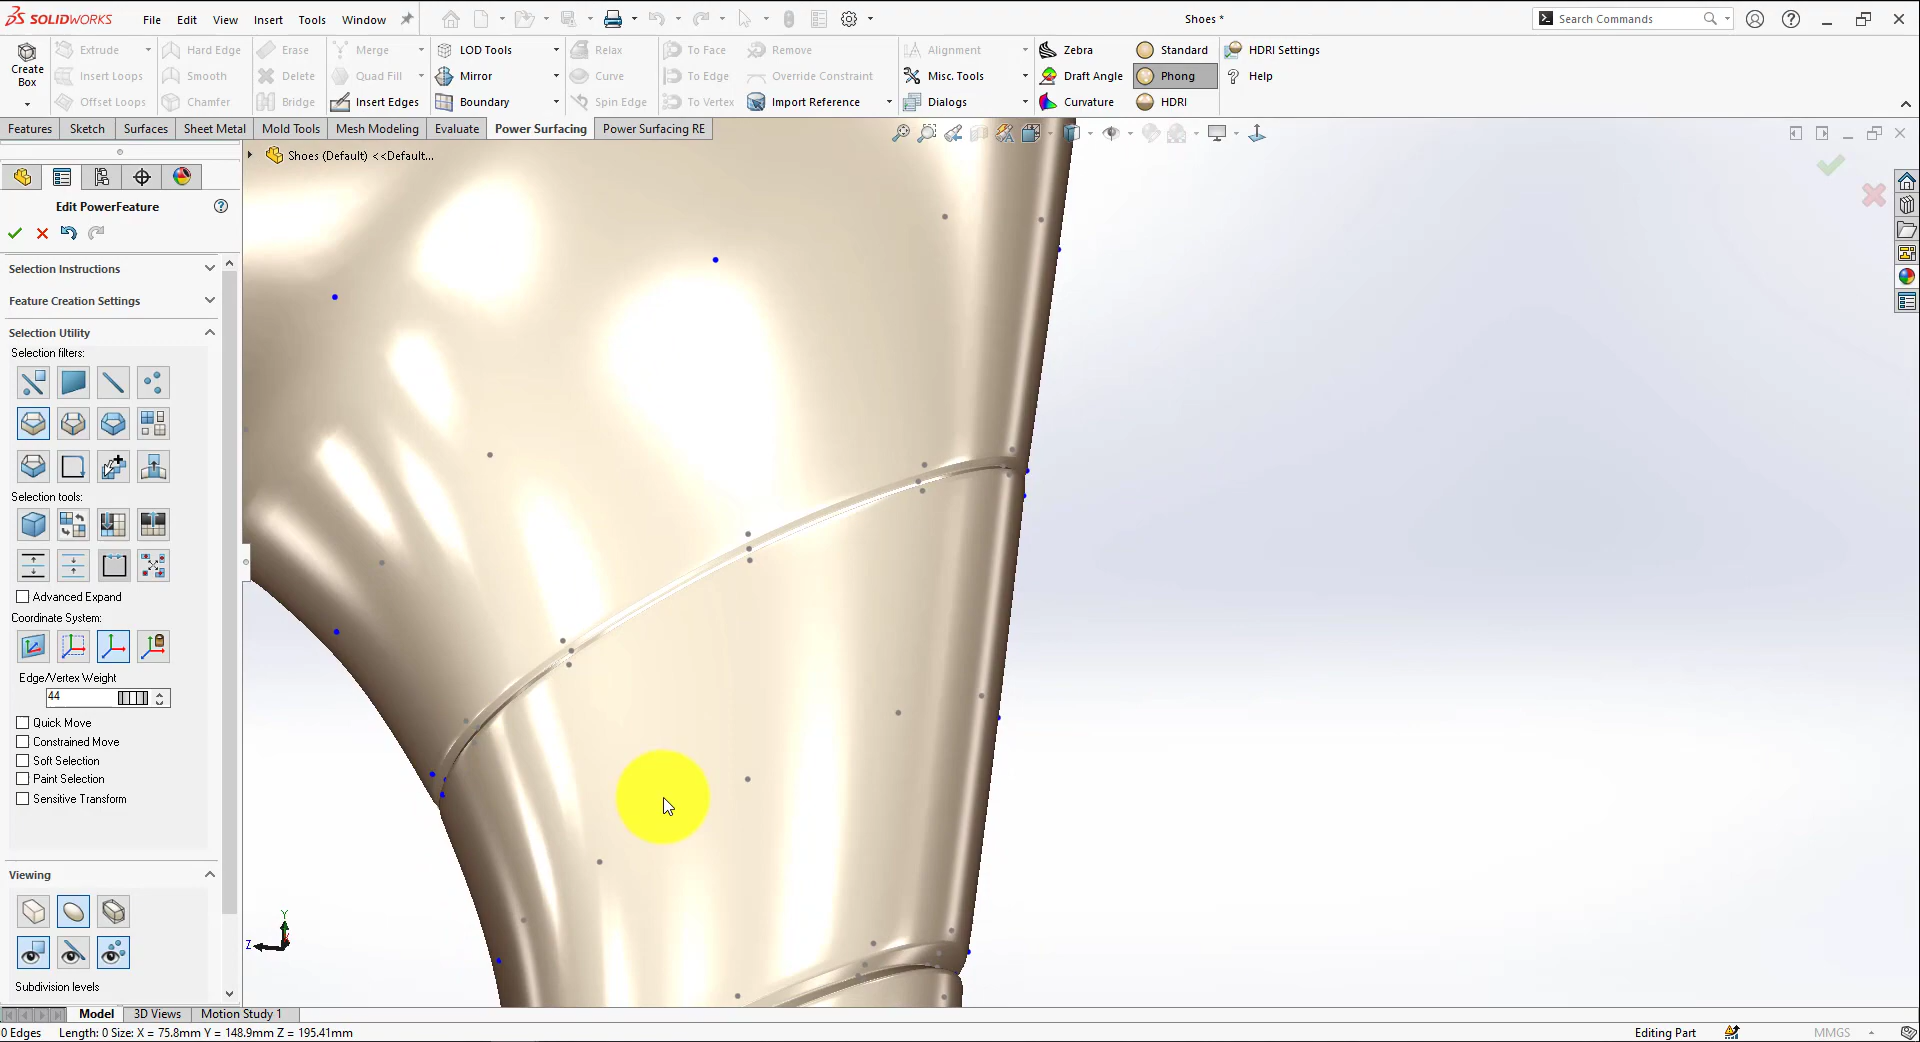 SOLIDWORKS File Edit View Insert Tools Window Shoes * Search Commands
Create Box
Extrude Hard Edge Erase Merge LOD Tools Relax To Face Remove Alignment Zebra Standard HDRI Settings
Insert Loops Smooth Delete Quad Fill Mirror Curve To Edge Override Constraint Misc. Tools Draft Angle Phong Help
Offset Loops Chamfer Bridge Insert Edges Boundary Spin Edge To Vertex Import Reference Dialogs Curvature HDRI
Features Sketch Surfaces Sheet Metal Mold Tools Mesh Modeling Evaluate Power Surfacing Power Surfacing RE
Shoes (Default) <<Default...
Edit PowerFeature
Selection Instructions
Feature Creation Settings
Selection Utility
Selection filters:
Selection tools:
Advanced Expand
Coordinate System:
Edge/Vertex Weight
44
Quick Move
Constrained Move
Soft Selection
Paint Selection
Sensitive Transform
Viewing
Y
Z
Subdivision levels
Model 3D Views Motion Study 1
0 Edges Length: 0 Size: X = 75.8mm Y = 148.9mm Z = 195.41mm Editing Part MMGS